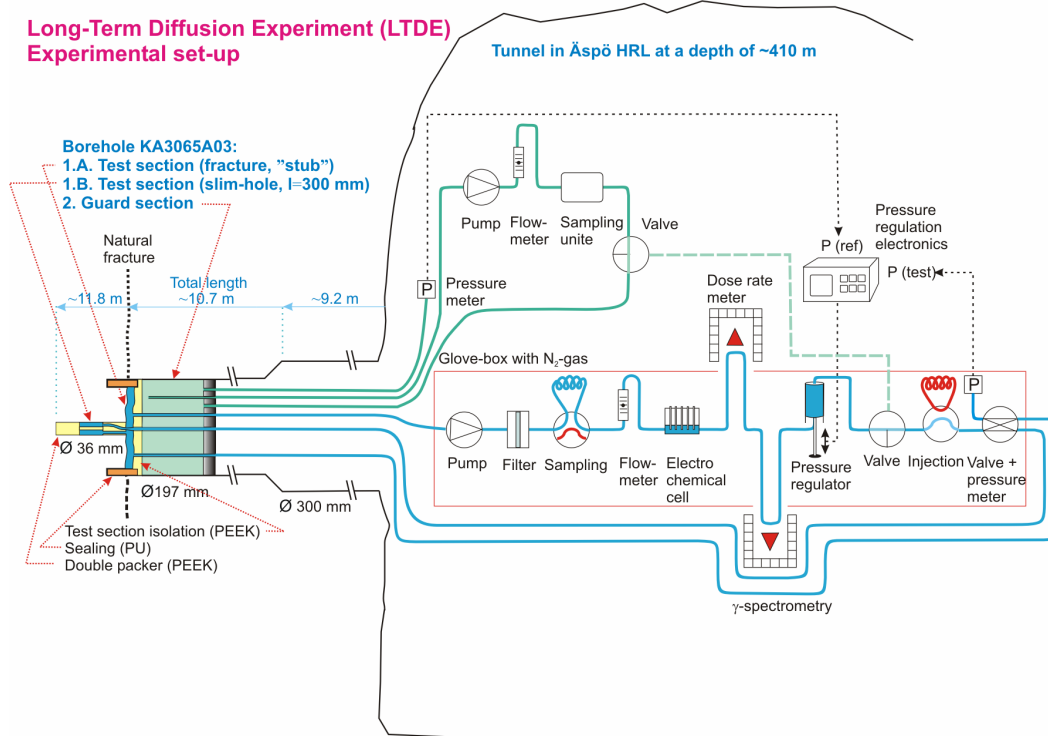 Long-Term Diffusion Experiment (LTDE)
Experimental set-up
Tunnel in Äspö HRL at a depth of ~410 m
Borehole KA3065A03:
1.A. Test section (fracture, ”stub”)
1.B. Test section (slim-hole, l=300 mm)
2. Guard section
Natural
fracture
Total length
~11.8 m
~10.7 m
~9.2 m
Pump
Flow-
meter
Sampling
unite
Valve
P
Pressure
meter
Pressure
regulation
electronics
P (ref)
P (test)
Dose rate
meter
Glove-box with N2-gas
P
Pump
Filter
Sampling
Flow-
meter
Electro
chemical
cell
Pressure
regulator
Valve
Injection
Valve +
pressure
meter
Ø 36 mm
Ø197 mm
Ø 300 mm
Test section isolation (PEEK)
Sealing (PU)
Double packer (PEEK)
γ-spectrometry